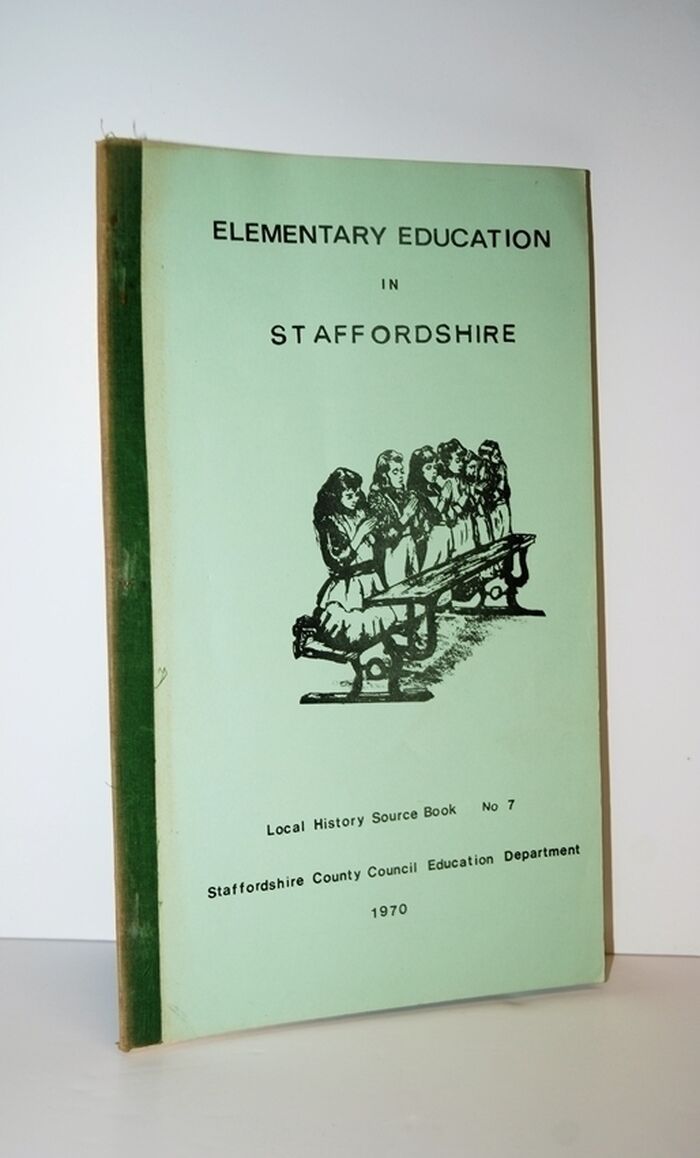 ELEMENTARY EDUCATION
IN
STAFFORDSHIRE
Local History Source Book No 7
Staffordshire County Council Education Department
1970